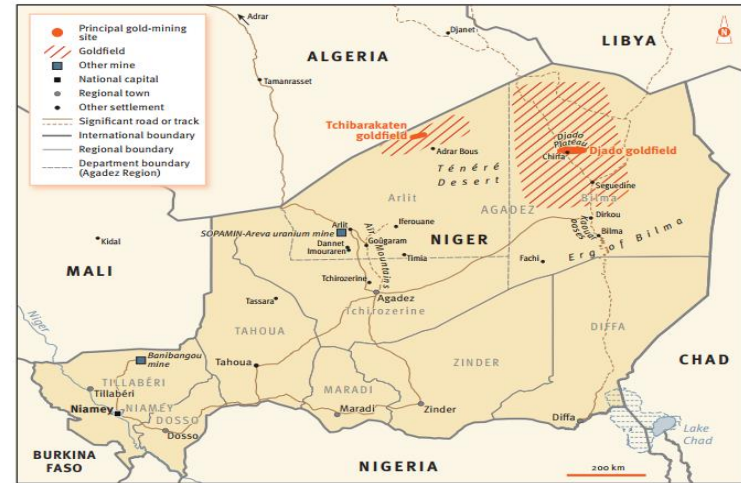 Principal gold-mining
site
Goldfield
Other mine
National capital
Regional town
Other settlement
Significant road or track
International boundary
Regional boundary
Department boundary
(Agadez Region)
Adrar
Djanet
N
ALGERIA
LIBYA
Tamanrasset
Tchibarakaten
goldfield
Adrar Bous
Djado
Plateau
Chirfa
Djado goldfield
Ténéré
Desert
Seguedine
Arlit
Bilma
AGADEZ
Dirkou
Kaouar
oases
Bilma
Erg of Bilma
Kidal
SOPAMIN-Areva uranium mine
Arlit
Iferouane
Aïr Mountains
Dannet
Imouraren
Goûgaram
NIGER
Timia
Fachi
MALI
Tchirozerine
Agadez
Tchirozerine
Tassara
TAHOUA
DIFFA
Niger
ZINDER
CHAD
Banibangou
mine
Tahoua
TILLABÉRI
Tillabéri
MARADI
Niamey
NIAMEY
DOSSO
Dosso
Maradi
Zinder
Diffa
Lake
Chad
BURKINA
FASO
NIGERIA
200 km